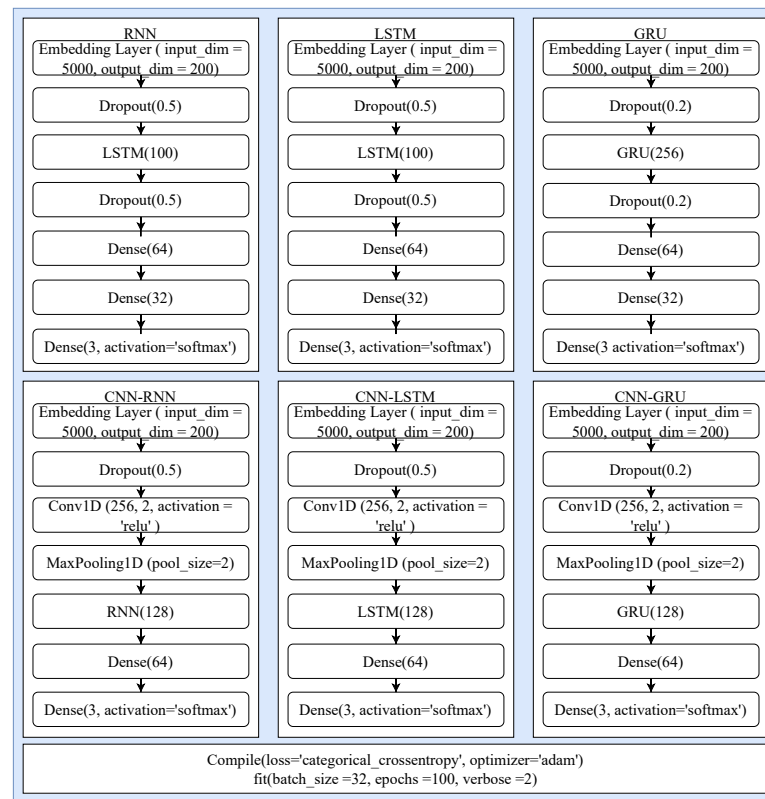 RNN
Embedding Layer ( input_dim =
5000, output_dim = 200)
Dropout(0.5)
LSTM(100)
Dropout(0.5)
Dense(64)
Dense(32)
Dense(3, activation='softmax')
LSTM
Embedding Layer ( input_dim =
5000, output_dim = 200)
Dropout(0.5)
LSTM(100)
Dropout(0.5)
Dense(64)
Dense(32)
Dense(3, activation='softmax')
GRU
Embedding Layer ( input_dim =
5000, output_dim = 200)
Dropout(0.2)
GRU(256)
Dropout(0.2)
Dense(64)
Dense(32)
Dense(3 activation='softmax')
CNN-RNN
Embedding Layer ( input_dim =
5000, output_dim = 200)
Dropout(0.5)
Conv1D (256, 2, activation =
'relu' )
MaxPooling1D (pool_size=2)
RNN(128)
Dense(64)
Dense(3, activation='softmax')
CNN-LSTM
Embedding Layer ( input_dim =
5000, output_dim = 200)
Dropout(0.5)
Conv1D (256, 2, activation =
'relu' )
MaxPooling1D (pool_size=2)
LSTM(128)
Dense(64)
Dense(3, activation='softmax')
CNN-GRU
Embedding Layer ( input_dim =
5000, output_dim = 200)
Dropout(0.2)
Conv1D (256, 2, activation =
'relu' )
MaxPooling1D (pool_size=2)
GRU(128)
Dense(64)
Dense(3, activation='softmax')
Compile(loss='categorical_crossentropy', optimizer='adam')
fit(batch_size =32, epochs =100, verbose =2)